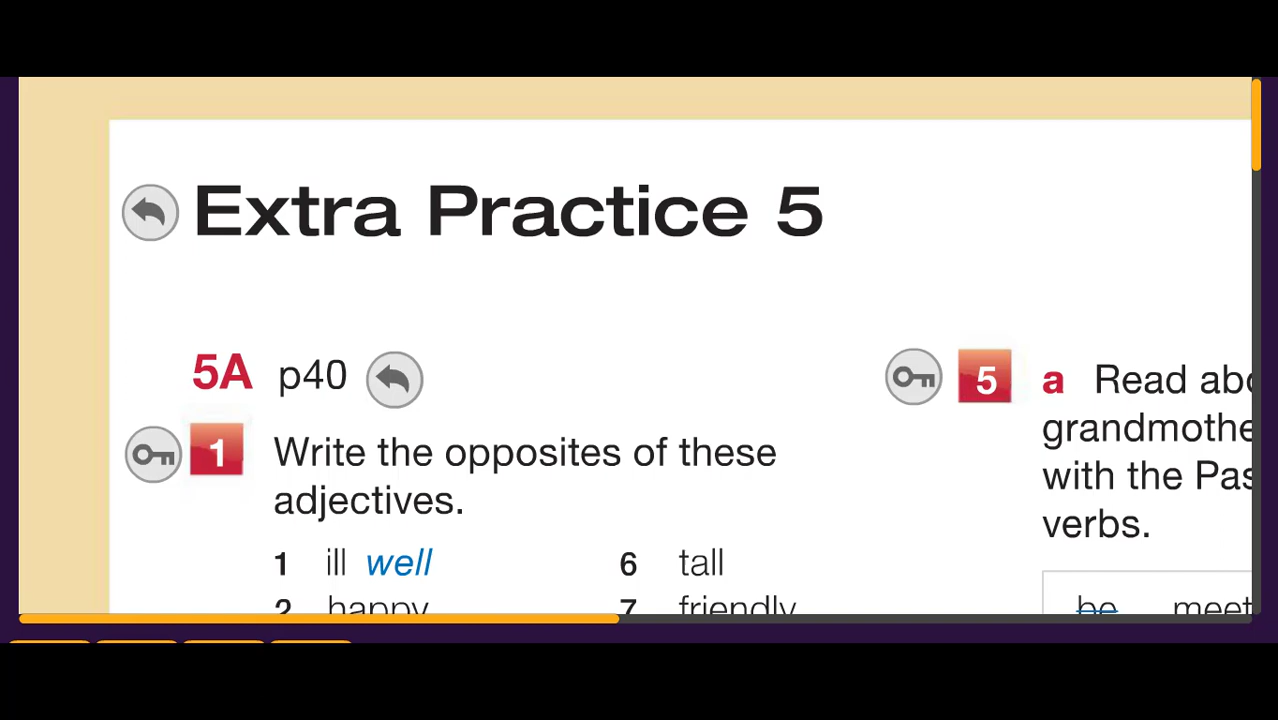 Extra Practice 5
5A p40
1 Write the opposites of these
adjectives.
1 ill well
6 tall
2 happy
7 friendly
5 a Read abo
grandmothe
with the Pas
verbs.
be meet